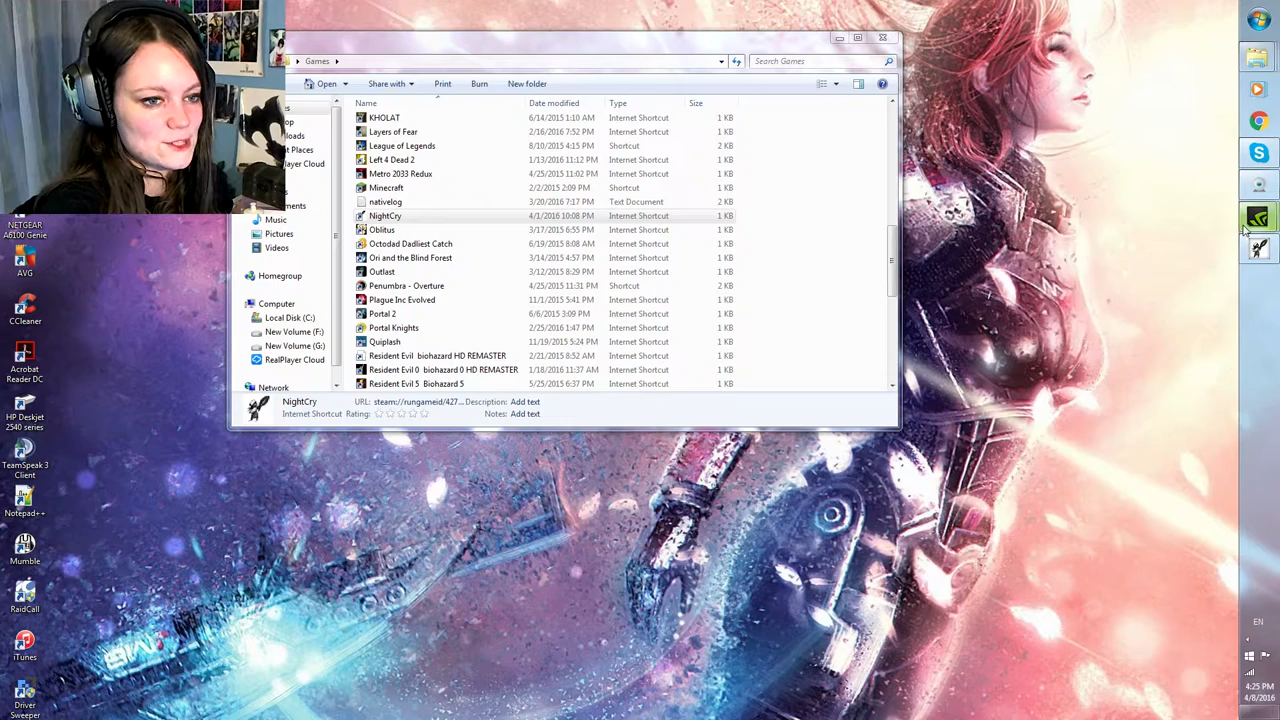 Games
Search Games
Open
Share with
Print
Burn
New folder
Name
Date modified
Type
Size
KHOLAT 6/14/2015 1:10 AM Internet Shortcut 1 KB
Layers of Fear 2/16/2016 7:52 PM Internet Shortcut 1 KB
League of Legends 8/10/2015 4:15 PM Shortcut 2 KB
Left 4 Dead 2 1/13/2016 11:12 PM Internet Shortcut 1 KB
Metro 2033 Redux 4/25/2015 11:02 PM Internet Shortcut 1 KB
Minecraft 2/2/2015 2:09 PM Shortcut 1 KB
nativelog 3/20/2016 7:17 PM Text Document 1 KB
NightCry 4/1/2016 10:08 PM Internet Shortcut 1 KB
Oblitus 3/17/2015 6:55 PM Internet Shortcut 1 KB
Octodad Dadliest Catch 6/19/2015 8:08 AM Internet Shortcut 1 KB
Ori and the Blind Forest 3/14/2015 4:57 PM Internet Shortcut 1 KB
Outlast 3/12/2015 8:29 PM Internet Shortcut 1 KB
Penumbra - Overture 4/25/2015 11:31 PM Shortcut 2 KB
Plague Inc Evolved 11/1/2015 5:41 PM Internet Shortcut 1 KB
Portal 2 6/6/2015 3:09 PM Internet Shortcut 1 KB
Portal Knights 2/25/2016 1:47 PM Internet Shortcut 1 KB
Quiplash 11/19/2015 5:24 PM Internet Shortcut 1 KB
Resident Evil biohazard HD REMASTER 2/21/2015 8:52 AM Internet Shortcut 1 KB
Resident Evil 0 biohazard 0 HD REMASTER 1/18/2016 11:37 AM Internet Shortcut 1 KB
Resident Evil 5 Biohazard 5 5/25/2015 6:37 PM Internet Shortcut 1 KB
Music
Pictures
Videos
Homegroup
Computer
Local Disk (C:)
New Volume (F:)
New Volume (G:)
RealPlayer Cloud
Network
NightCry URL: steam://rungameid/427... Description: Add text
Internet Shortcut Rating: Notes: Add text
NETGEAR
A6100 Genie
AVG
CCleaner
Acrobat
Reader DC
HP Deskjet
2540 series
TeamSpeak 3
Client
Notepad++
Mumble
RaidCall
iTunes
Driver
Sweeper
EN
4:25 PM
4/8/2016